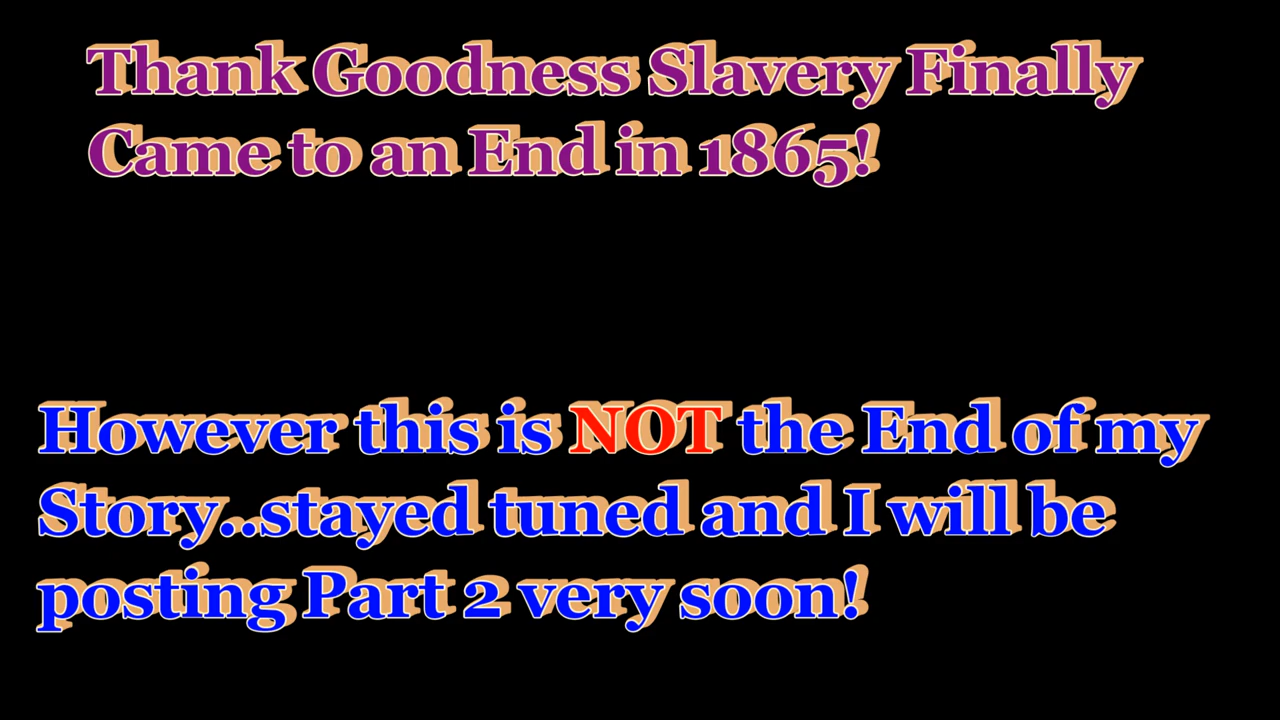 Thank Goodness Slavery Finally
Came to an End in 1865!
However this is NOT the End of my
Story..stayed tuned and I will be
posting Part 2 very soon!